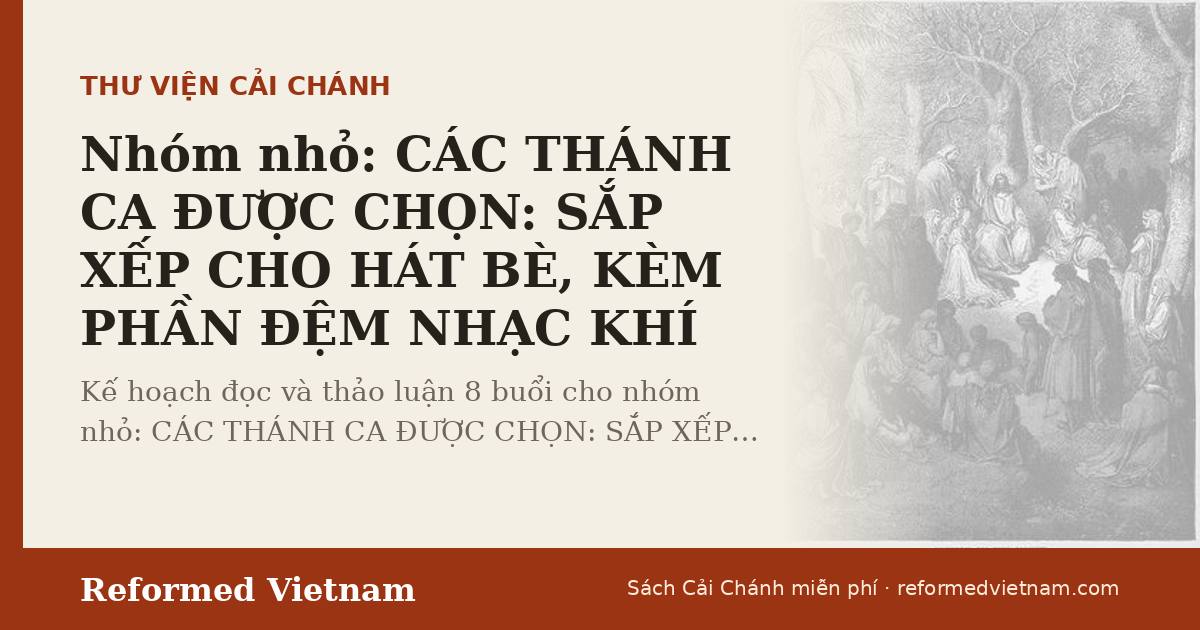 THƯ VIỆN CẢI CHÁNH
Nhóm nhỏ: CÁC THÁNH
CA ĐƯỢC CHỌN: SẮP
XẾP CHO HÁT BÈ, KÈM
PHẦN ĐỆM NHẠC KHÍ
Kế hoạch đọc và thảo luận 8 buổi cho nhóm
nhỏ: CÁC THÁNH CA ĐƯỢC CHỌN: SẮP XẾP...
Reformed Vietnam
Sách Cải Chánh miễn phí · reformedvietnam.com